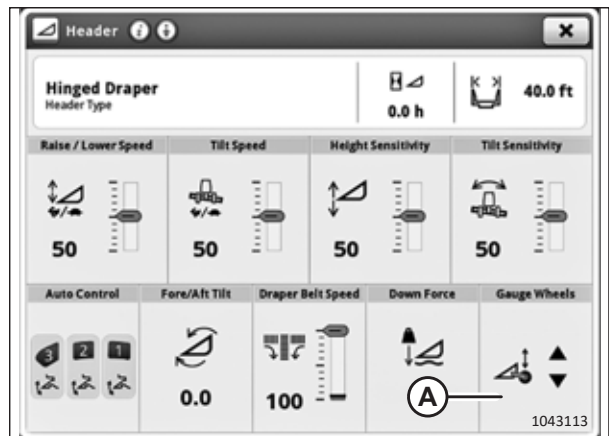 Header
Hinged Draper
Header Type
0.0 h
40.0 ft
Raise / Lower Speed
Tilt Speed
Height Sensitivity
Tilt Sensitivity
50
50
50
50
Auto Control
Fore/Aft Tilt
Draper Belt Speed
Down Force
Gauge Wheels
3 2 1
0.0
100
A
1043113